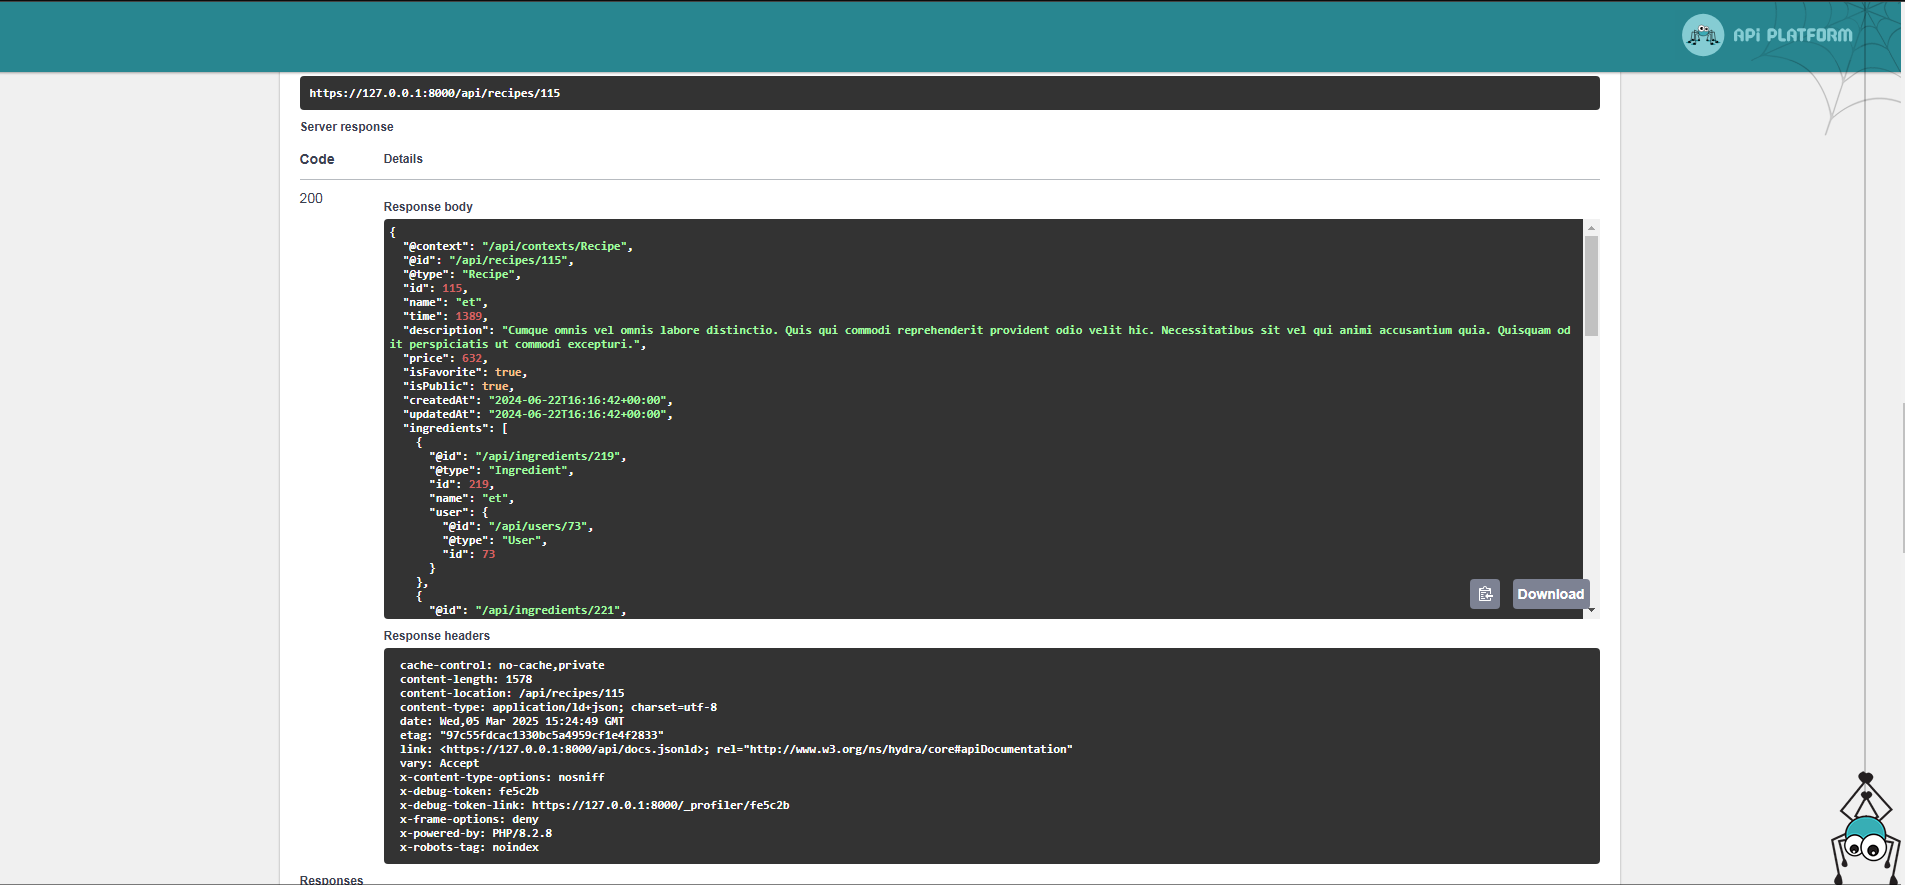 API PLATFORM
https://127.0.0.1:8000/api/recipes/115
Server response
Code Details
200
Response body
{
  "@context": "/api/contexts/Recipe",
  "@id": "/api/recipes/115",
  "@type": "Recipe",
  "id": 115,
  "name": "et",
  "time": 1389,
  "description": "Cumque omnis vel omnis labore distinctio. Quis qui commodi reprehenderit provident odio velit hic. Necessitatibus sit vel qui animi accusantium quia. Quisquam od
it perspiciatis ut commodi excepturi.",
  "price": 632,
  "isFavorite": true,
  "isPublic": true,
  "createdAt": "2024-06-22T16:16:42+00:00",
  "updatedAt": "2024-06-22T16:16:42+00:00",
  "ingredients": [
    {
      "@id": "/api/ingredients/219",
      "@type": "Ingredient",
      "id": 219,
      "name": "et",
      "user": {
        "@id": "/api/users/73",
        "@type": "User",
        "id": 73
      }
    },
    {
      "@id": "/api/ingredients/221",
Download
Response headers
cache-control: no-cache,private
content-length: 1578
content-location: /api/recipes/115
content-type: application/ld+json; charset=utf-8
date: Wed,05 Mar 2025 15:24:49 GMT
etag: "97c55fdcac1330bc5a4959cf1e4f2833"
link: <https://127.0.0.1:8000/api/docs.jsonld>; rel="http://www.w3.org/ns/hydra/core#apiDocumentation"
vary: Accept
x-content-type-options: nosniff
x-debug-token: fe5c2b
x-debug-token-link: https://127.0.0.1:8000/_profiler/fe5c2b
x-frame-options: deny
x-powered-by: PHP/8.2.8
x-robots-tag: noindex
Responses